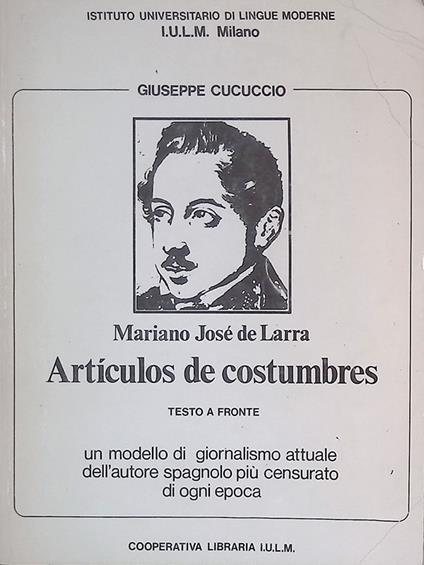 ISTITUTO UNIVERSITARIO DI LINGUE MODERNE
I.U.L.M. Milano
GIUSEPPE CUCUCCIO
Mariano José de Larra
Artículos de costumbres
TESTO A FRONTE
un modello di giornalismo attuale
dell'autore spagnolo più censurato
di ogni epoca
COOPERATIVA LIBRARIA I.U.L.M.